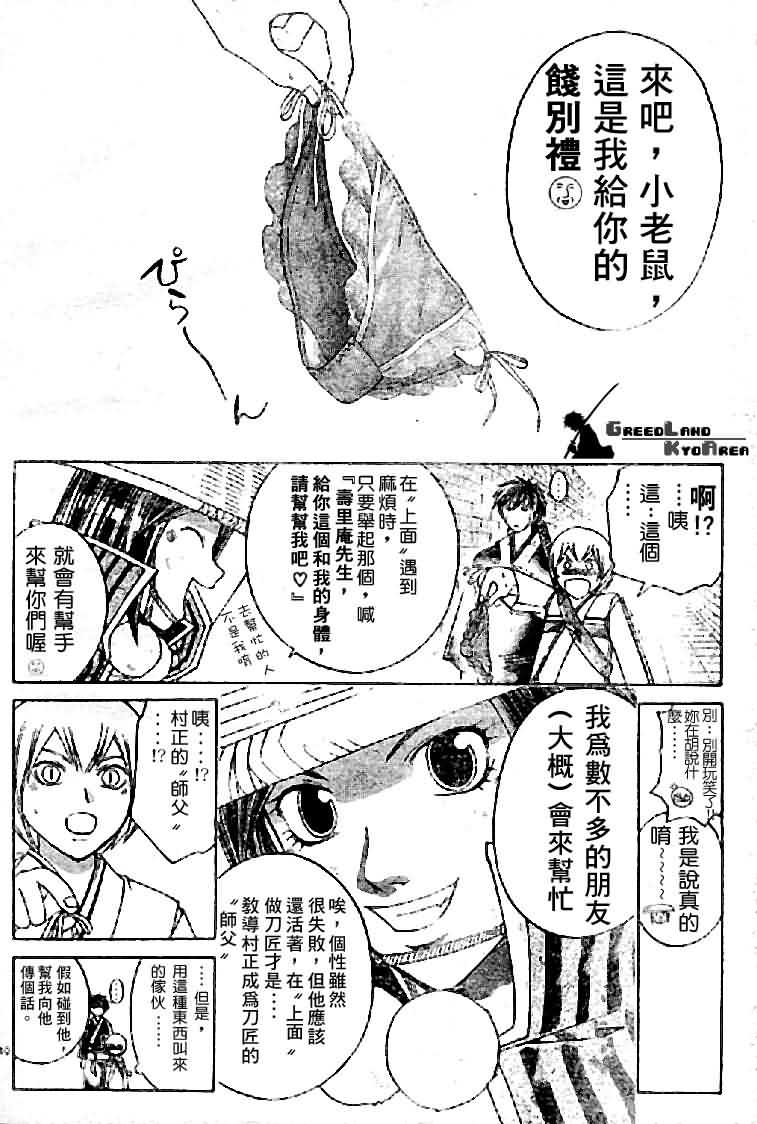 來吧，小老鼠，
這是我給你的
餞別禮
ぴらーん
GREEDLAND
KYOAREA
啊!?
……咦
這…這個
……
……
在〝上面〞遇到
麻煩時，
只要舉起那個，喊
『壽里庵先生，
給你這個和我的身體，
請幫幫我吧♡』
去幫忙的人
不是我唷
就會有幫手
來幫你們喔
別…別開玩笑了!!
妳在胡說什
麼……
我是說真的
唷~~~~
我為數不多的朋友
(大概)會來幫忙
唉，個性雖然
很失敗，但他應該
還活著，在〝上面〞
做刀匠才是……
教導村正成為刀匠的
〝師父〞
咦……!?
村正的〝師父〞
……!?
……但是，
用這種東西叫來
的傢伙……
……
假如碰到他，
幫我向他
傳個話。